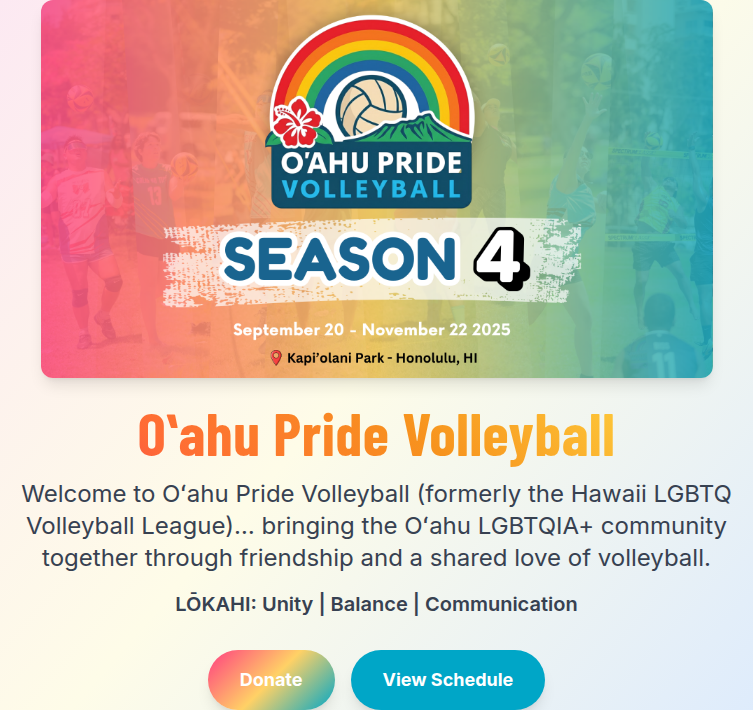 O'AHU PRIDE
VOLLEYBALL
SEASON 4
September 20 - November 22 2025
Kapi'olani Park - Honolulu, HI
Oʻahu Pride Volleyball
Welcome to Oʻahu Pride Volleyball (formerly the Hawaii LGBTQ
Volleyball League)... bringing the Oʻahu LGBTQIA+ community
together through friendship and a shared love of volleyball.
LŌKAHI: Unity | Balance | Communication
Donate
View Schedule